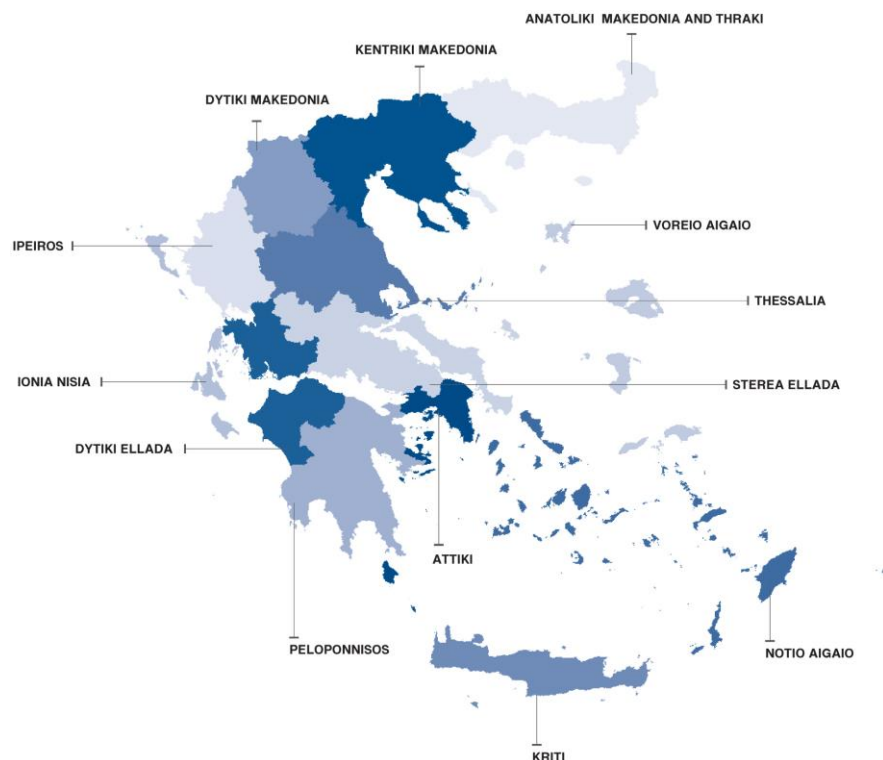 ANATOLIKI MAKEDONIA AND THRAKI
KENTRIKI MAKEDONIA
DYTIKI MAKEDONIA
VOREIO AIGAIO
IPEIROS
THESSALIA
IONIA NISIA
STEREA ELLADA
DYTIKI ELLADA
ATTIKI
PELOPONNISOS
NOTIO AIGAIO
KRITI